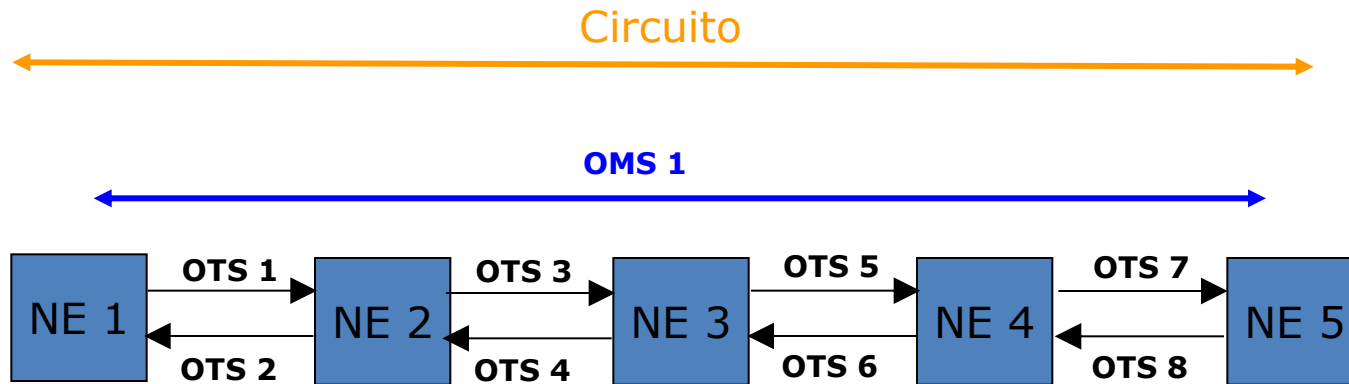 Circuito
OMS 1
OTS 1
OTS 3
OTS 5
OTS 7
NE 1
NE 2
NE 3
NE 4
NE 5
OTS 2
OTS 4
OTS 6
OTS 8